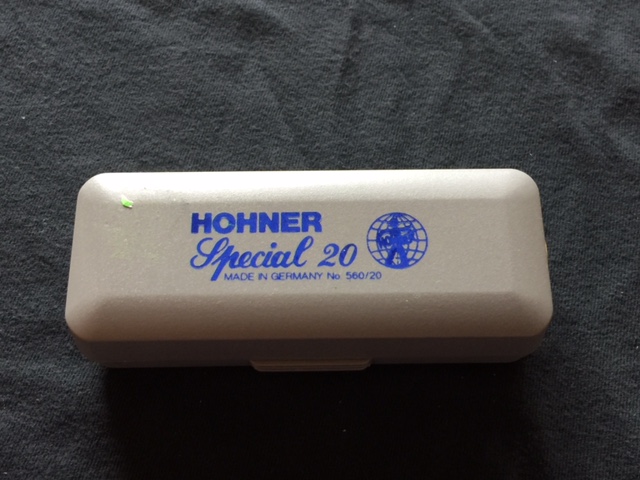 HOHNER
Special 20
MADE IN GERMANY No. 560/20